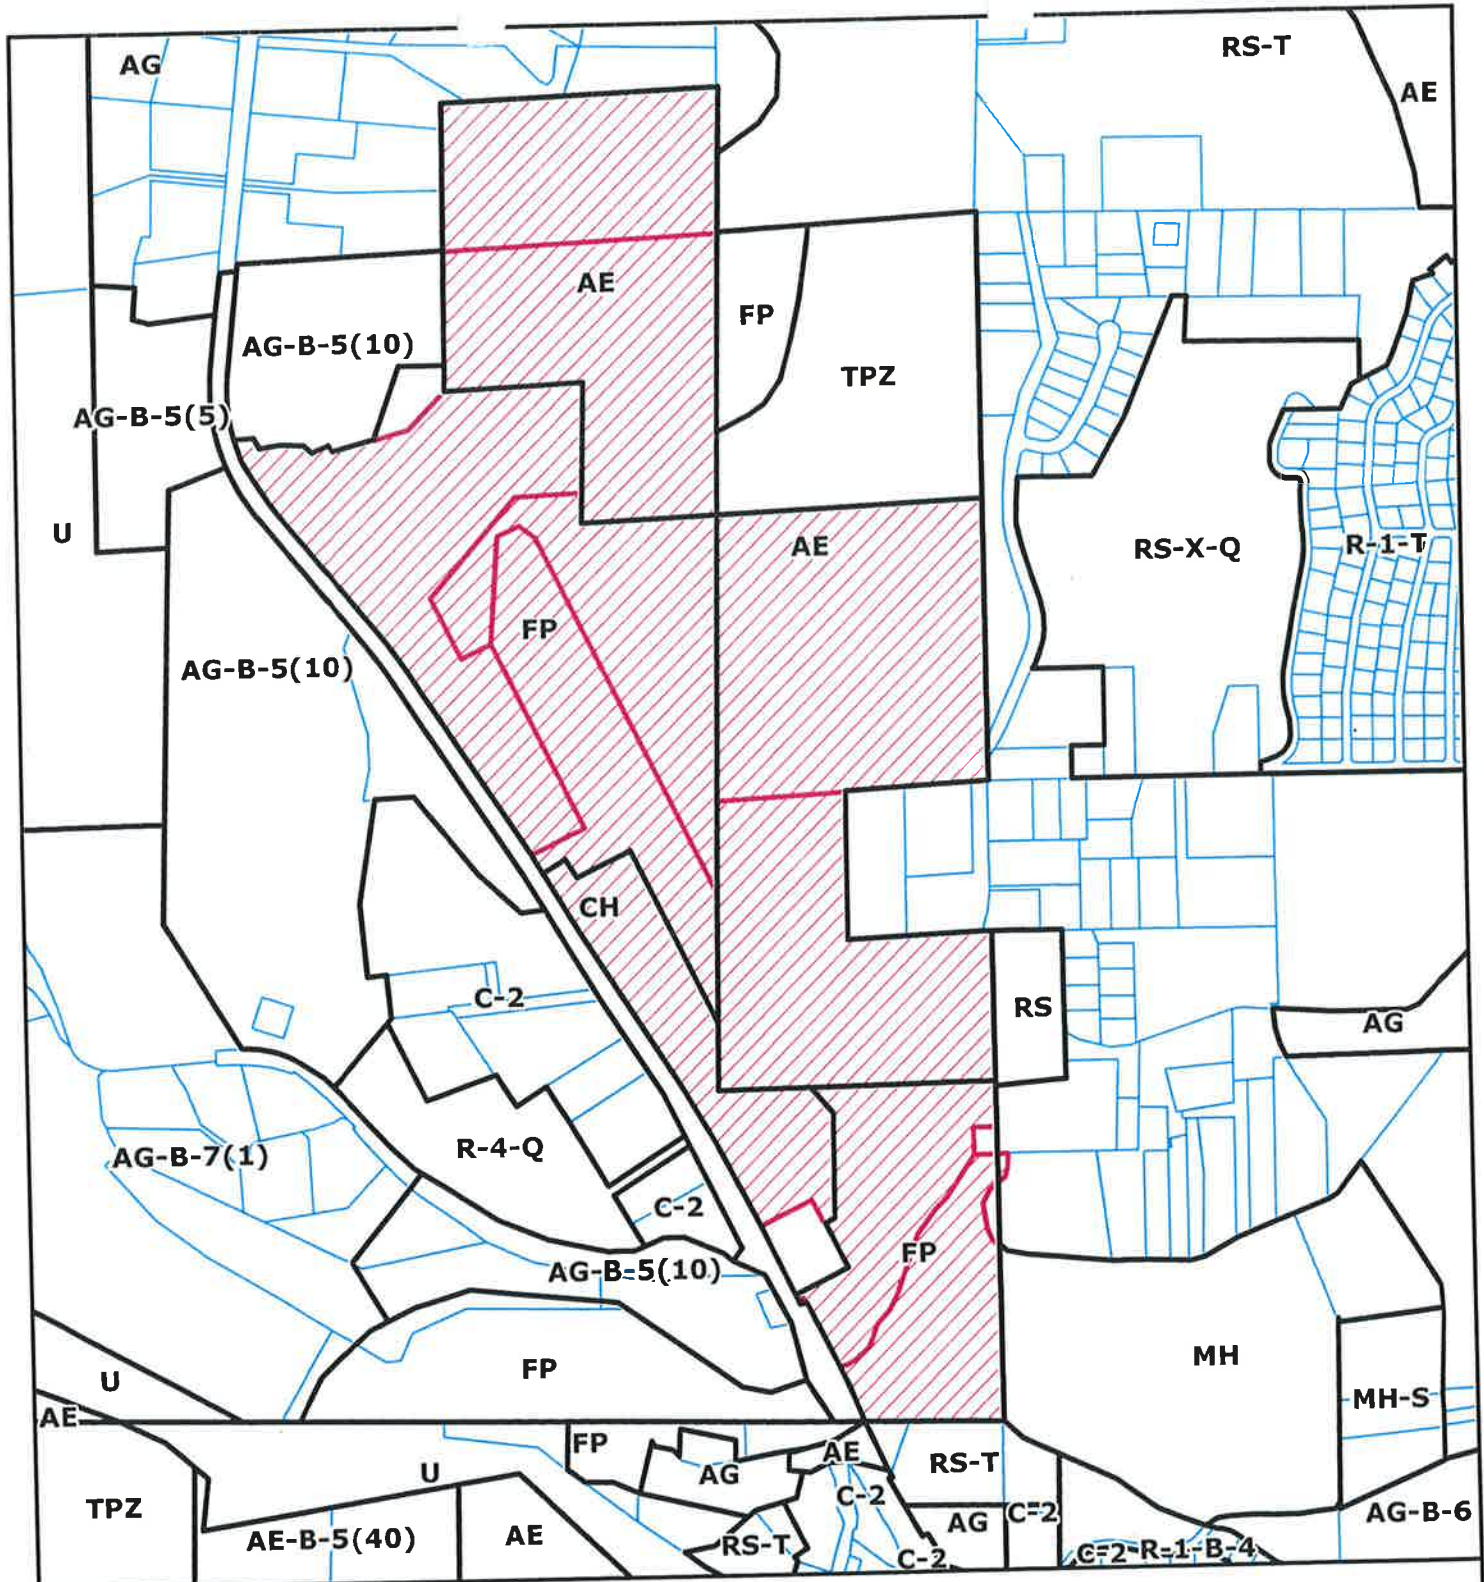 RS-T
AG
AE
AE
FP
AG-B-5(10)
TPZ
AG-B-5(5)
U
AE
RS-X-Q
R-1-T
FP
AG-B-5(10)
CH
C-2
RS
AG
R-4-Q
AG-B-7(1)
C-2
FP
AG-B-5(10)
MH
FP
U
MH-S
AE
FP
AE
RS-T
U
AG
C-2
TPZ
AG
C-2
AG-B-6
AE-B-5(40)
AE
RS-T
C-2
C-2
R-1-B-4